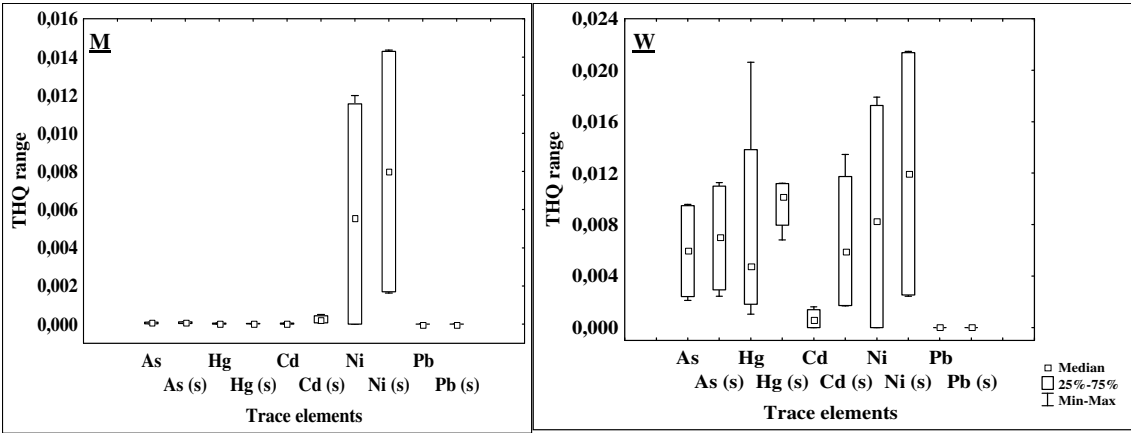 M
THQ range
0,016
0,014
0,012
0,010
0,008
0,006
0,004
0,002
0,000
As Hg Cd Ni Pb
As (s) Hg (s) Cd (s) Ni (s) Pb (s)
Trace elements
W
THQ range
0,024
0,020
0,016
0,012
0,008
0,004
0,000
As Hg Cd Ni Pb
As (s) Hg (s) Cd (s) Ni (s) Pb (s)
Trace elements
Median
25%-75%
Min-Max